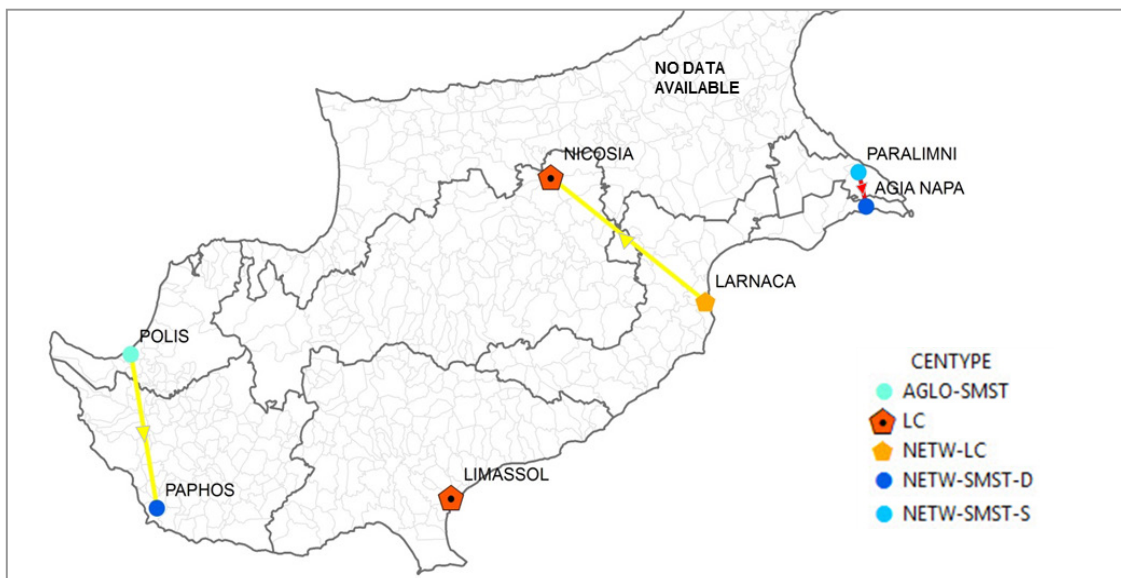 NO DATA
AVAILABLE
NICOSIA
PARALIMNI
AGIA NAPA
LARNACA
POLIS
PAPHOS
LIMASSOL
CENTYPE
AGLO-SMST
LC
NETW-LC
NETW-SMST-D
NETW-SMST-S